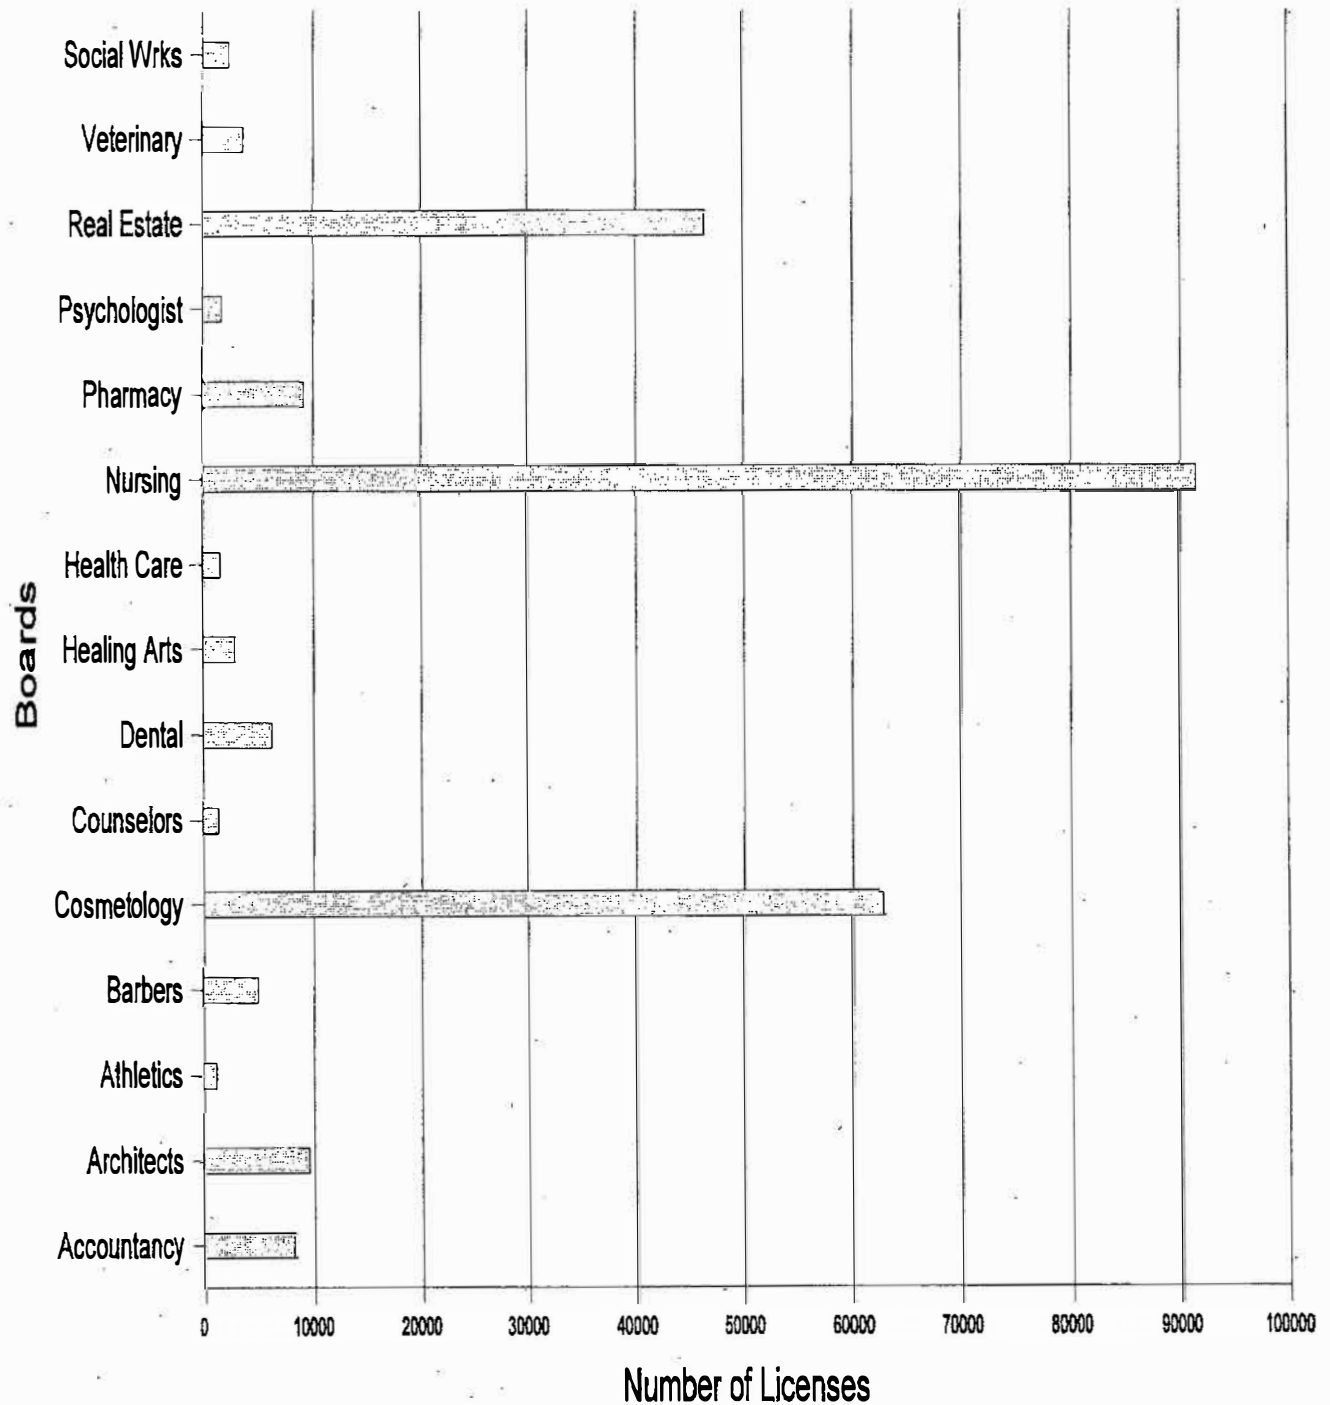 Social Wrks
Veterinary
Real Estate
Psychologist
Pharmacy
Nursing
Health Care
Healing Arts
Dental
Counselors
Cosmetology
Barbers
Athletics
Architects
Accountancy
Boards
0 10000 20000 30000 40000 50000 60000 70000 80000 90000 100000
Number of Licenses